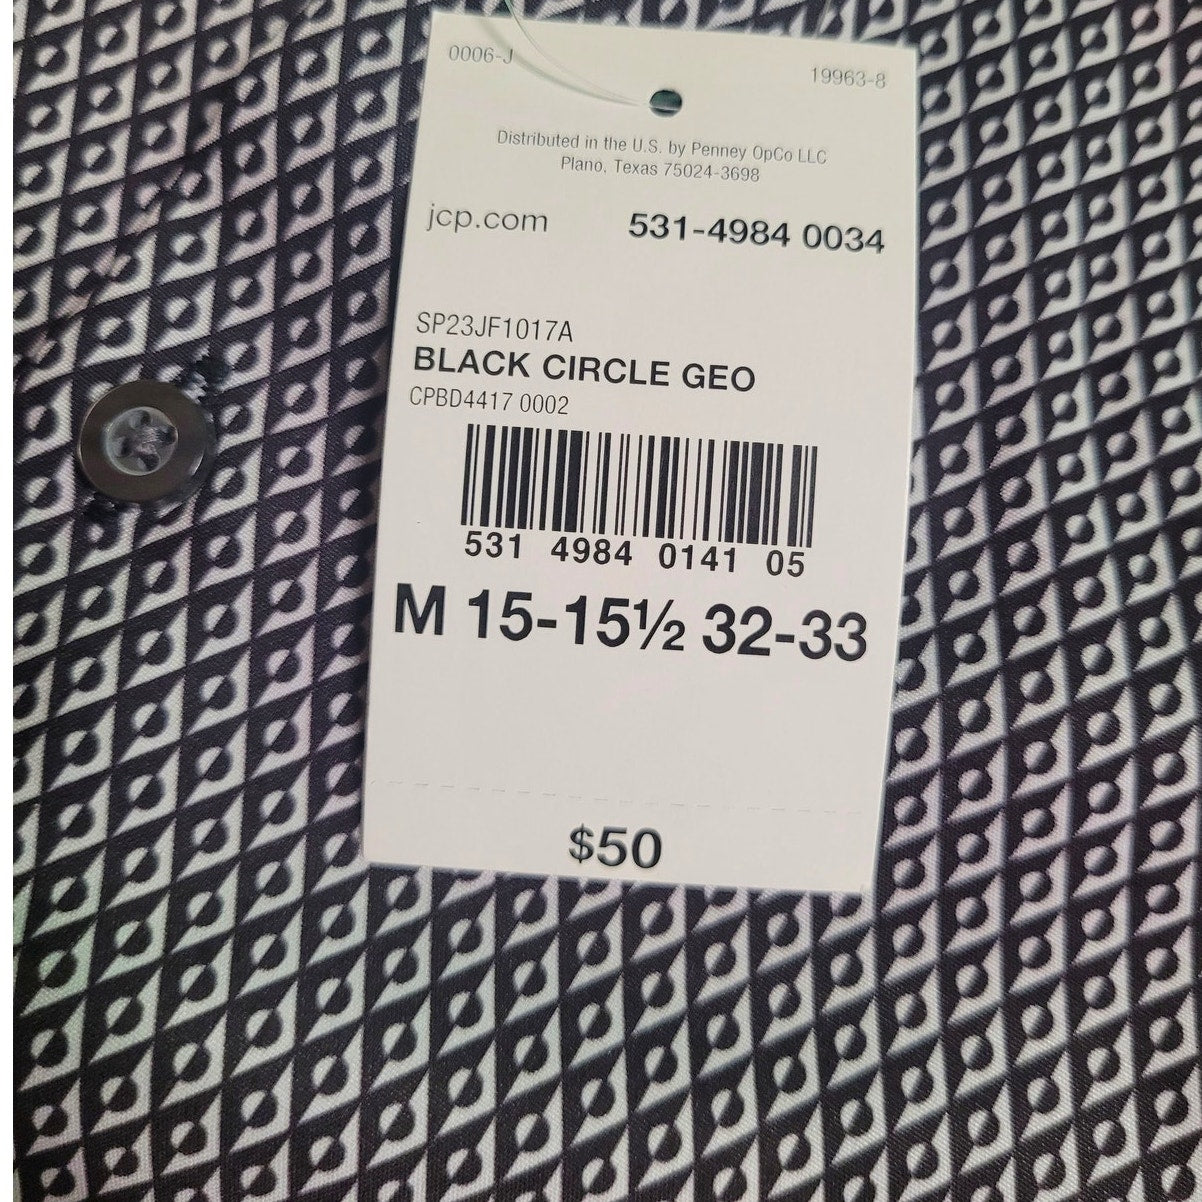 0006-J
19963-8
Distributed in the U.S. by Penney OpCo LLC
Plano, Texas 75024-3698
jcp.com 531-4984 0034
SP23JF1017A
BLACK CIRCLE GEO
CPBD4417 0002
531 4984 0141 05
M 15-15½ 32-33
$50